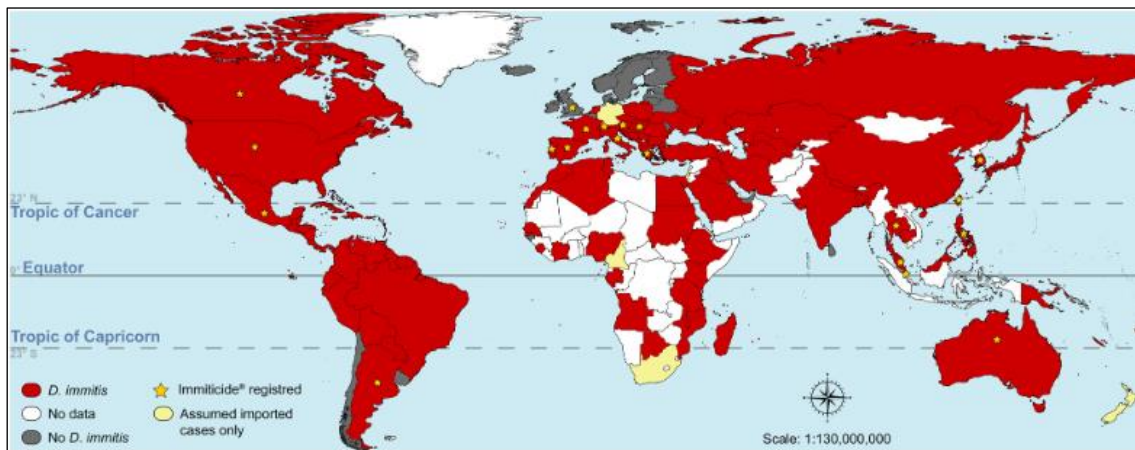 23° N
Tropic of Cancer
0°
Equator
Tropic of Capricorn
23° S
D. immitis
No data
No D. immitis
Immiticide® registred
Assumed imported
cases only
Scale: 1:130,000,000